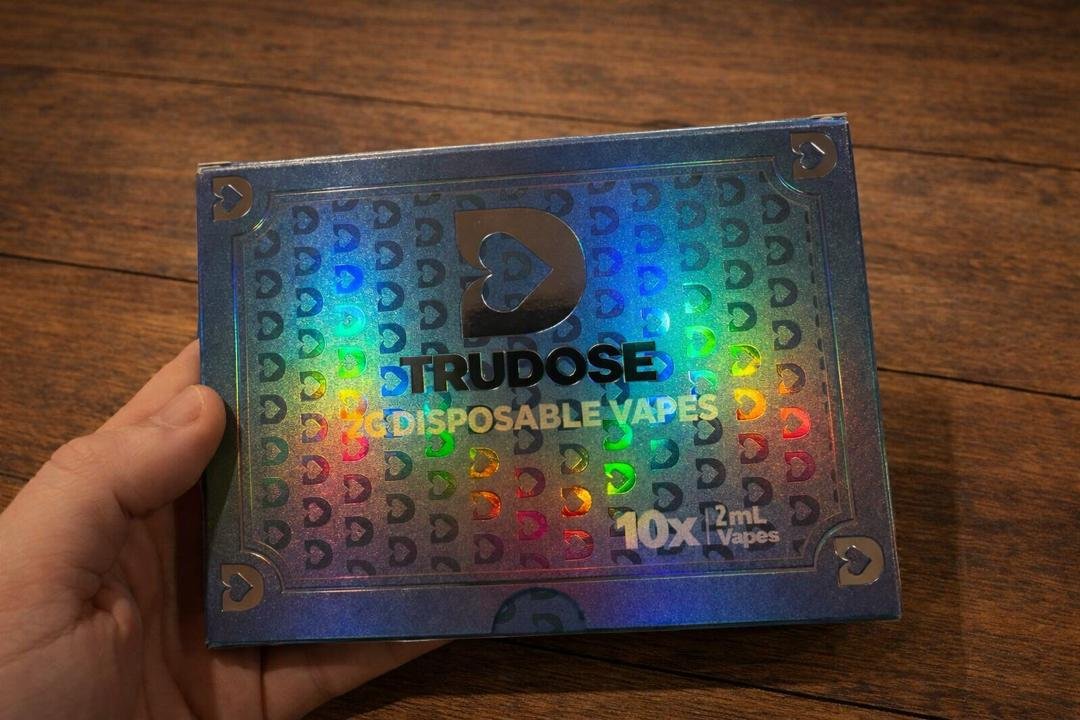 TRUDOSE
2G DISPOSABLE VAPES
10x
2mL
Vapes